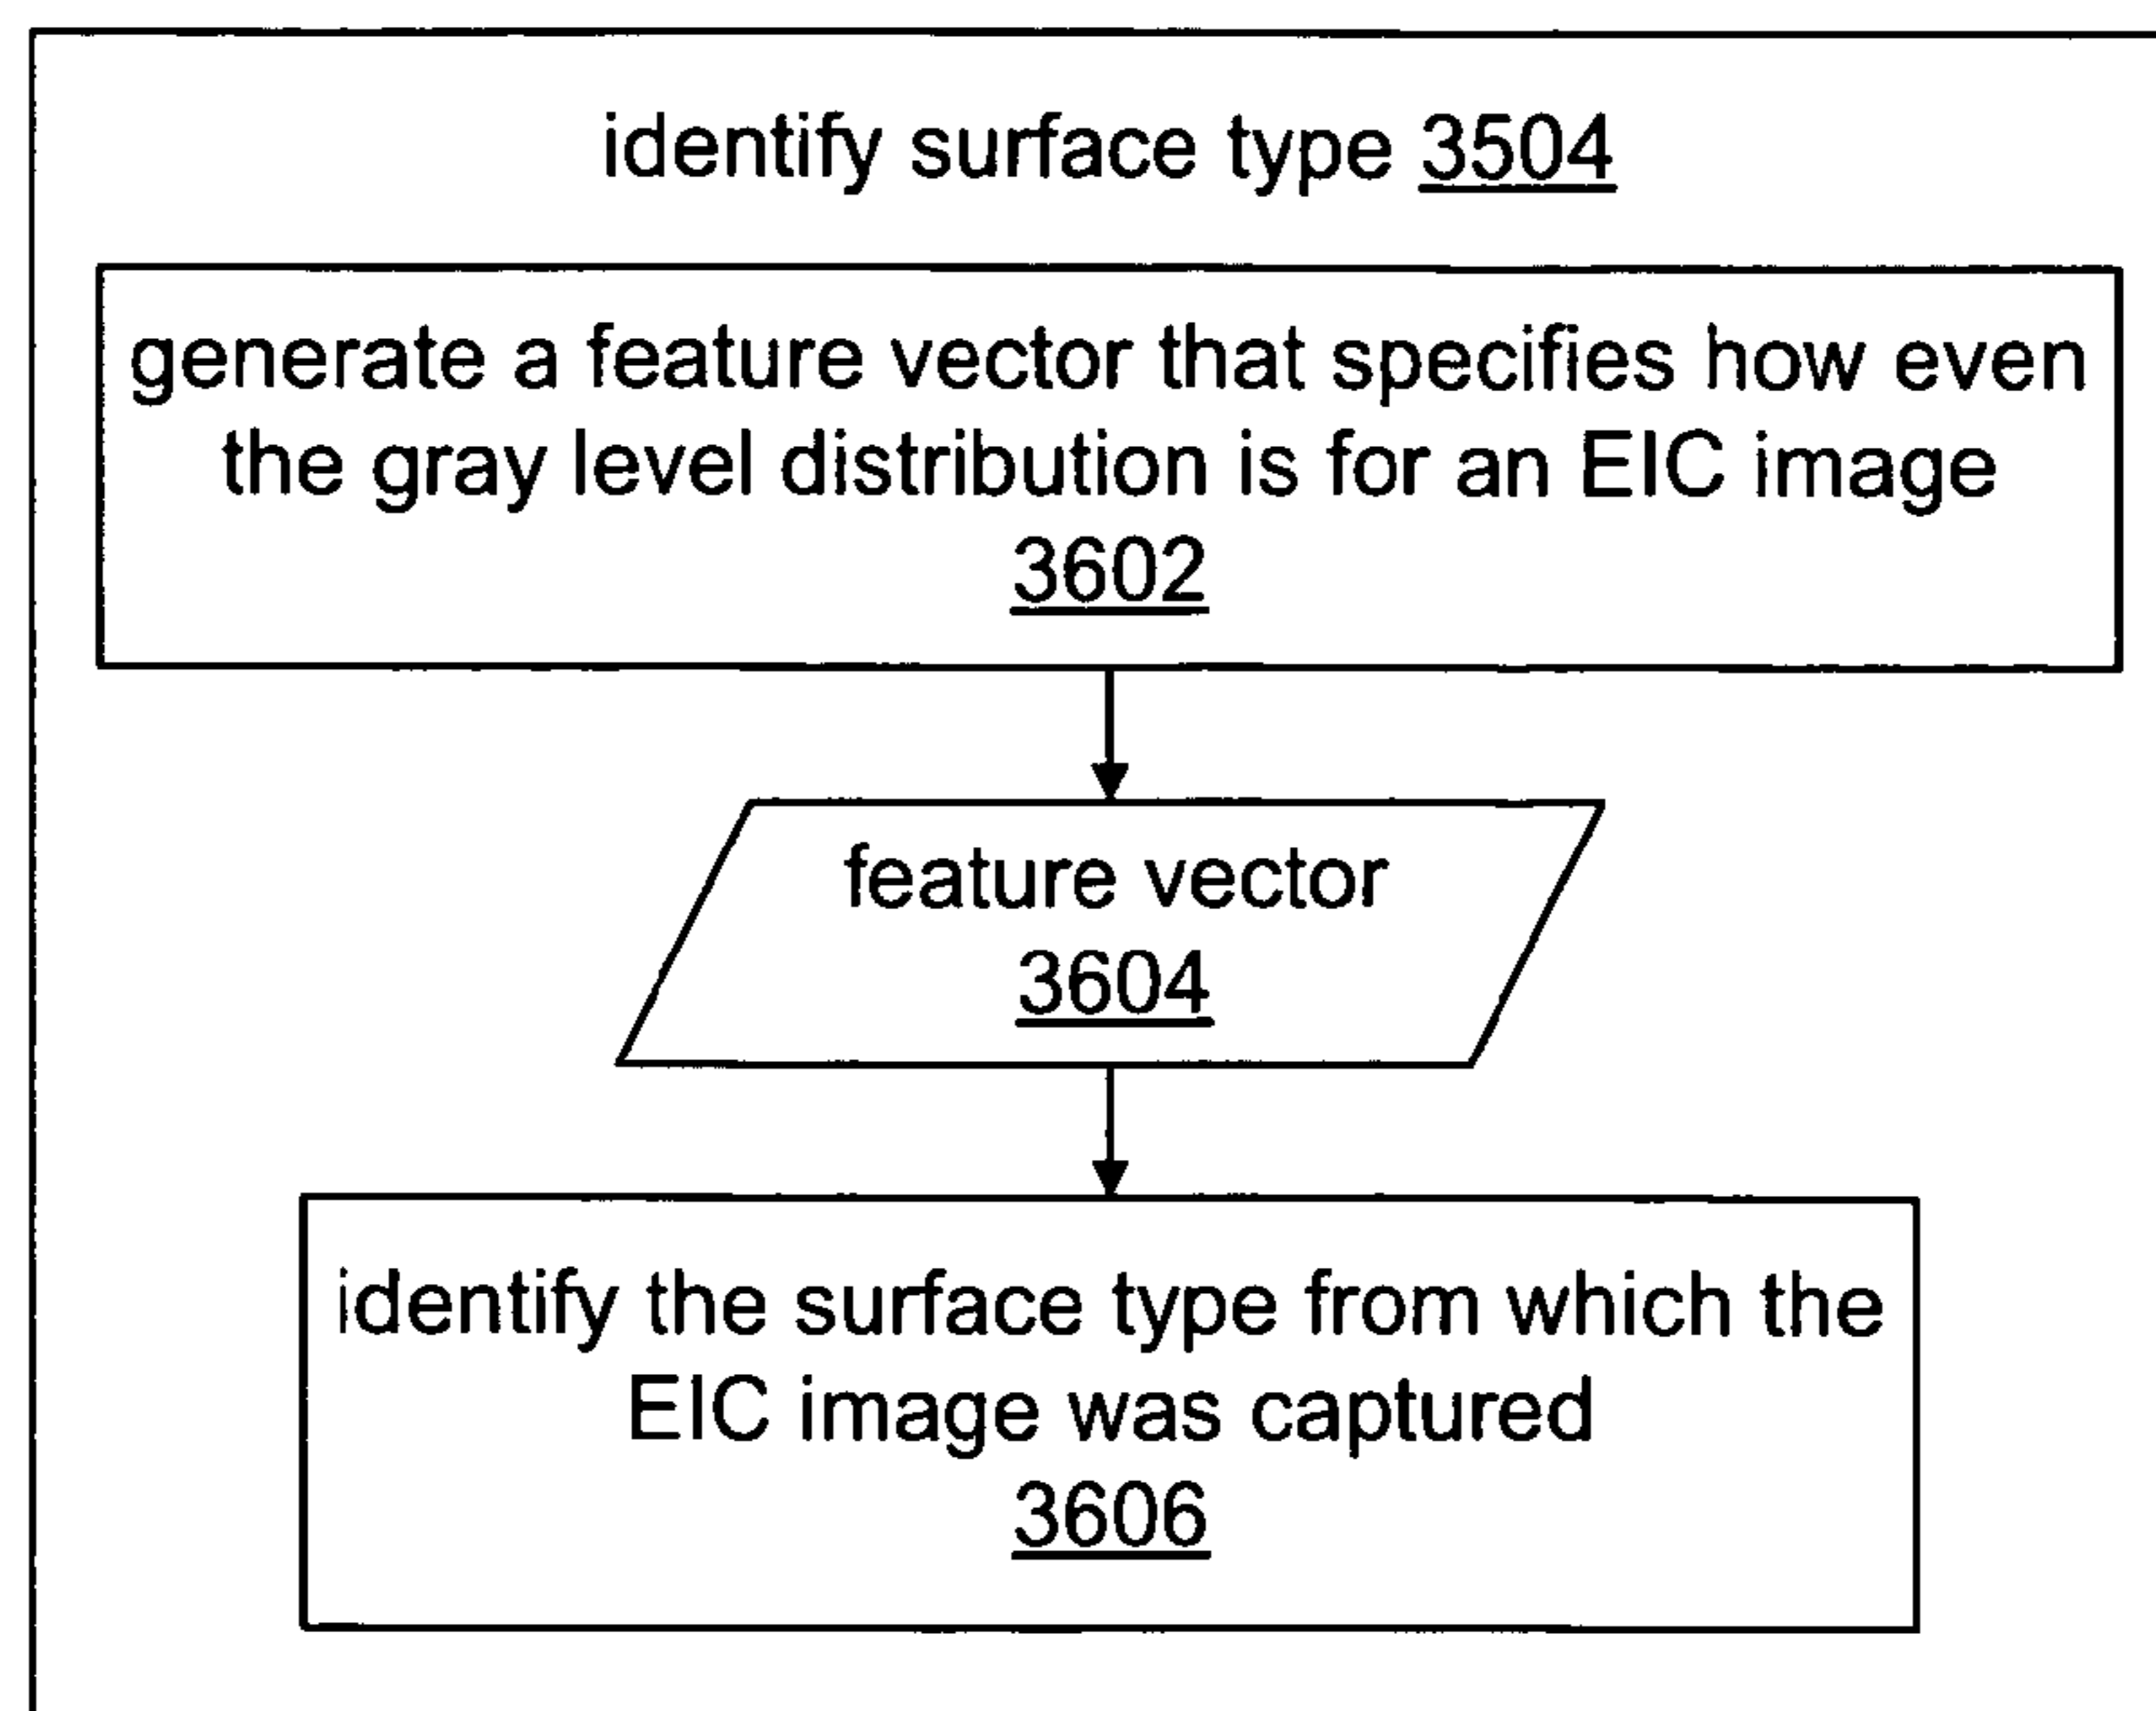 identify surface type 3504
generate a feature vector that specifies how even
the gray level distribution is for an EIC image
3602
feature vector
3604
identify the surface type from which the
EIC image was captured
3606